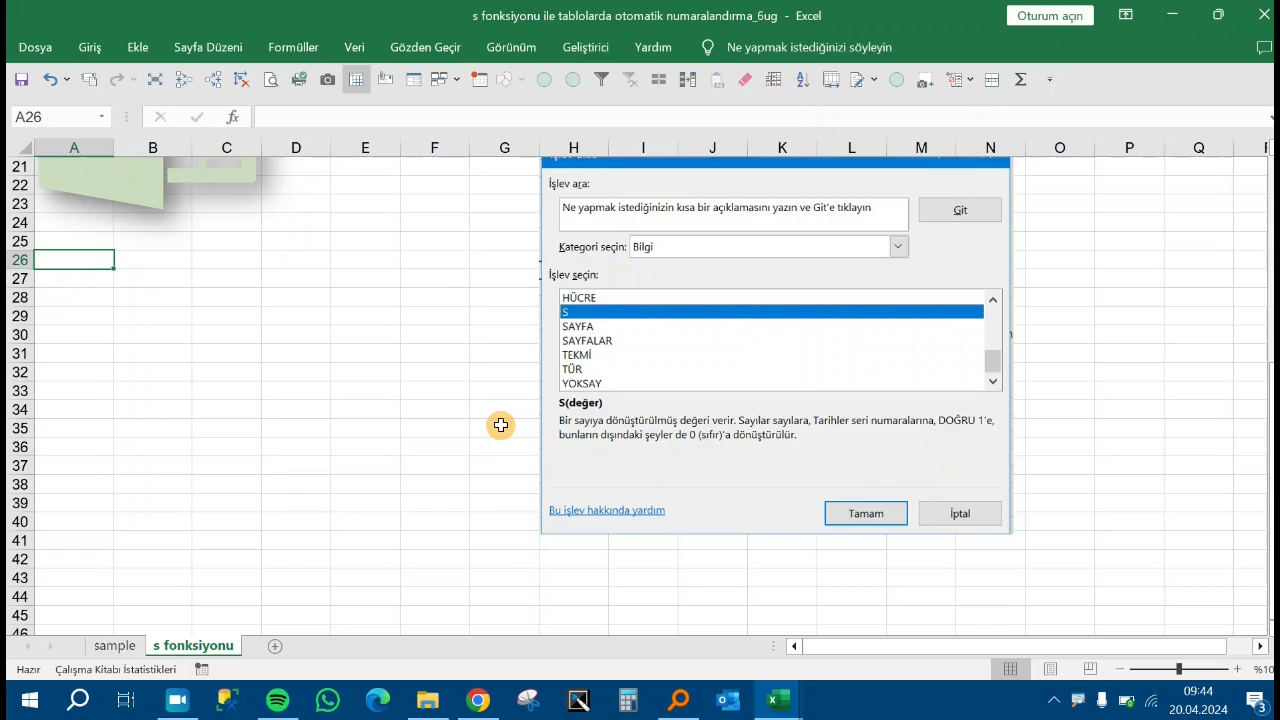 s fonksiyonu ile tablolarda otomatik numaralandırma_6ug - Excel
Oturum açın
Dosya Giriş Ekle Sayfa Düzeni Formüller Veri Gözden Geçir Görünüm Geliştirici Yardım Ne yapmak istediğinizi söyleyin
A26
fx
A B C D E F G H I J K L M N O P Q
21
22
23
24
25
26
27
28
29
30
31
32
33
34
35
36
37
38
39
40
41
42
43
44
45
46
İşlev ara:
Ne yapmak istediğinizin kısa bir açıklamasını yazın ve Git'e tıklayın
Git
Kategori seçin: Bilgi
İşlev seçin:
HÜCRE
S
SAYFA
SAYFALAR
TEKMİ
TÜR
YOKSAY
S(değer)
Bir sayıya dönüştürülmüş değeri verir. Sayılar sayılara, Tarihler seri numaralarına, DOĞRU 1'e,
bunların dışındaki şeyler de 0 (sıfır)'a dönüştürülür.
Bu işlev hakkında yardım
Tamam
İptal
sample
s fonksiyonu
Hazır
Çalışma Kitabı İstatistikleri
%10
09:44
20.04.2024
3